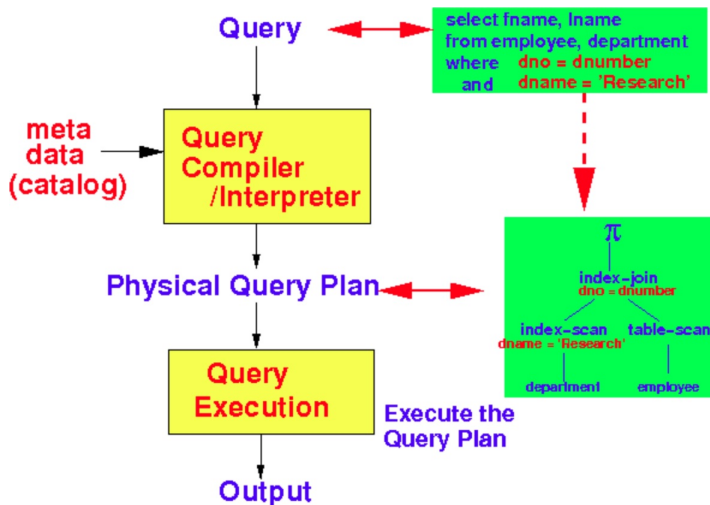 Query
select fname, lname
from employee, department
where dno = dnumber
and dname = 'Research'
meta
data
(catalog)
Query
Compiler
/Interpreter
π
index-join
dno = dnumber
Physical Query Plan
index-scan
dname = 'Research'
table-scan
department
employee
Query
Execution
Execute the
Query Plan
Output